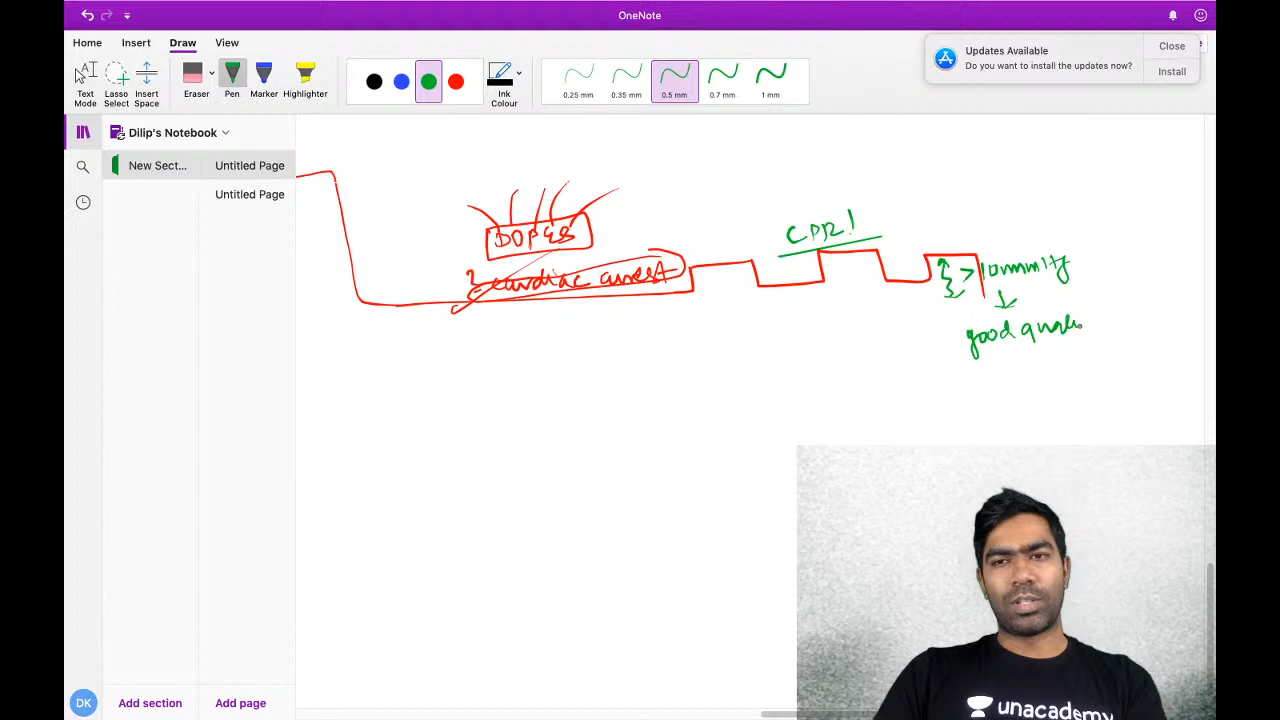 OneNote
Home Insert Draw View
Updates Available
Do you want to install the updates now?
Close
Install
Text Mode
Lasso Select
Insert Space
Eraser
Pen
Marker
Highlighter
Ink Colour
0.25 mm
0.35 mm
0.5 mm
0.7 mm
1 mm
Dilip's Notebook
New Sect...
Untitled Page
Untitled Page
CPR!
DOPES
? cardiac arrest
> 10mmHg
good quali
Add section
Add page
DK
unacademy